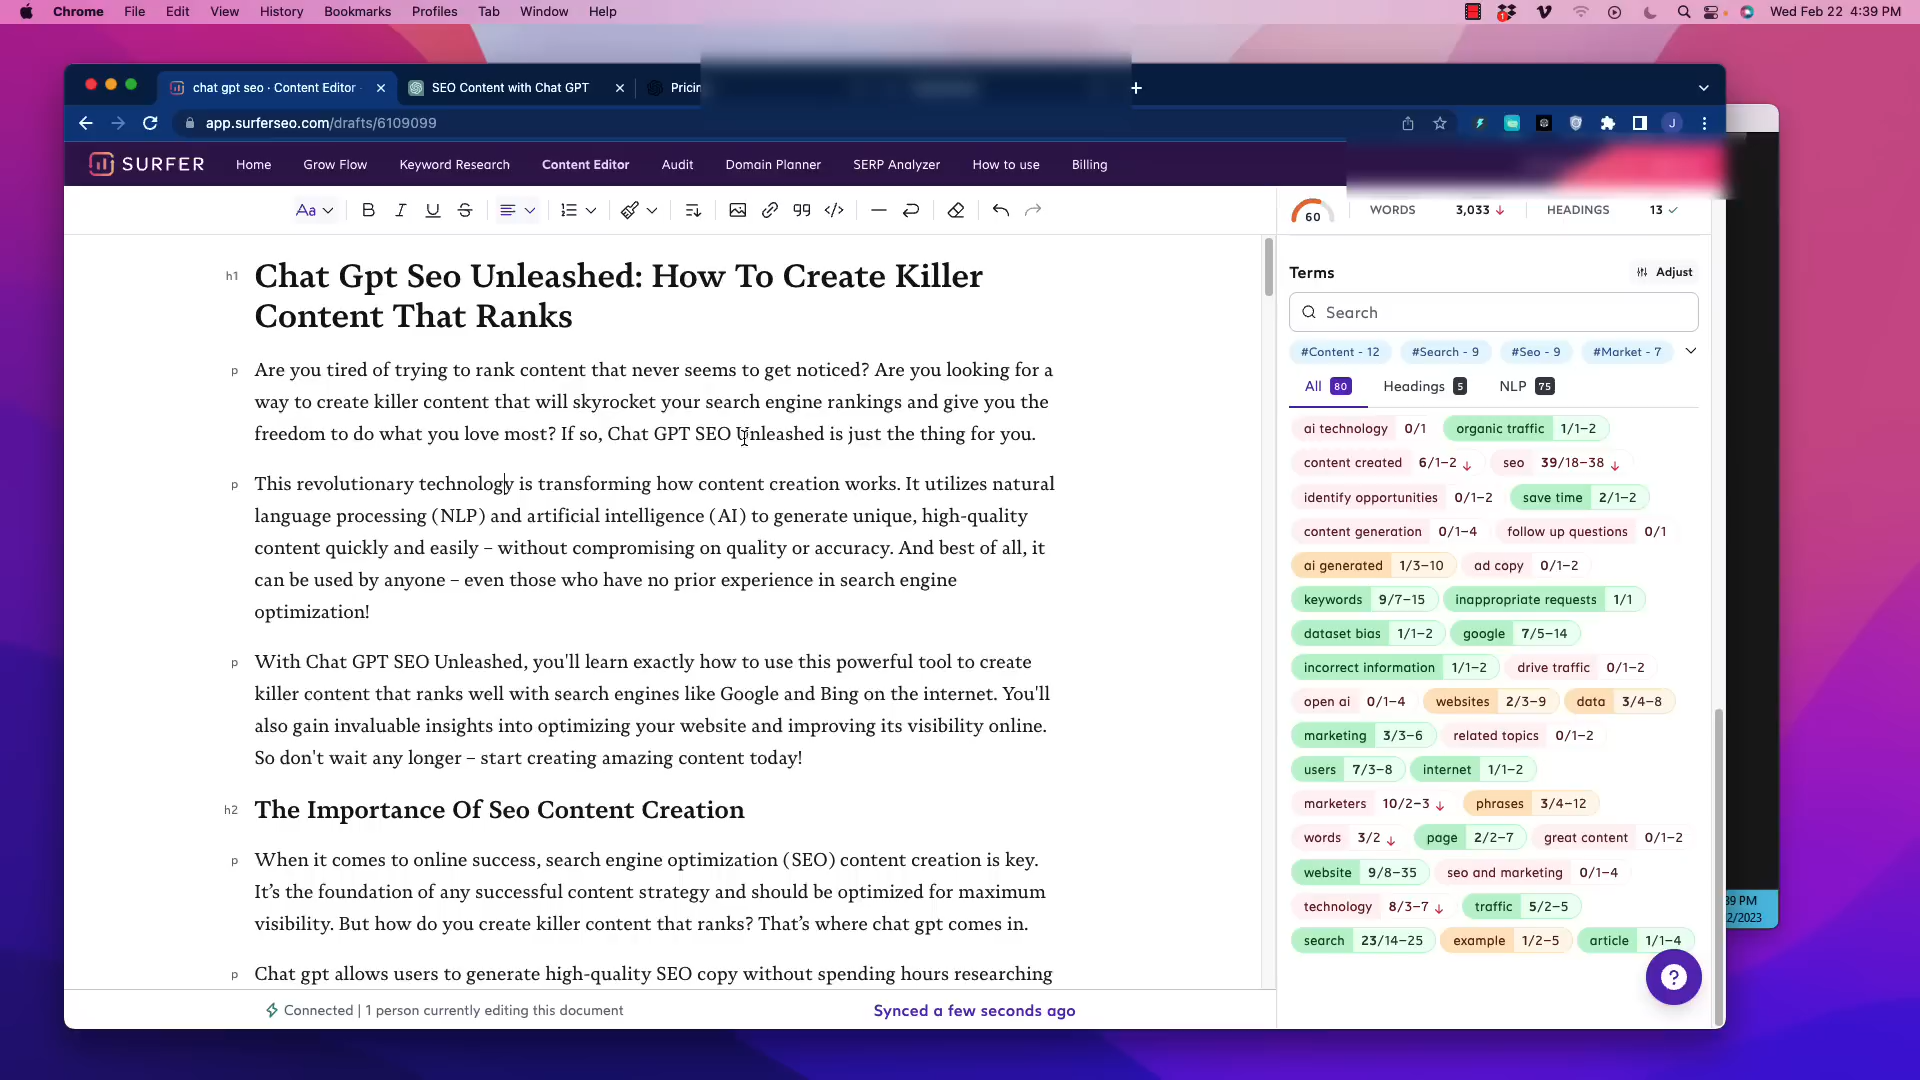 Chrome File Edit View History Bookmarks Profiles Tab Window Help
1
Wed Feb 22 4:39 PM
chat gpt seo · Content Editor
SEO Content with Chat GPT
app.surferseo.com/drafts/6109099
J
SURFER Home Grow Flow Keyword Research Content Editor Audit Domain Planner SERP Analyzer How to use Billing
Aa
60 WORDS 3,033 HEADINGS 13
h1
Chat Gpt Seo Unleashed: How To Create Killer
Content That Ranks
p
Are you tired of trying to rank content that never seems to get noticed? Are you looking for a
way to create killer content that will skyrocket your search engine rankings and give you the
freedom to do what you love most? If so, Chat GPT SEO Unleashed is just the thing for you.
p
This revolutionary technology is transforming how content creation works. It utilizes natural
language processing (NLP) and artificial intelligence (AI) to generate unique, high-quality
content quickly and easily – without compromising on quality or accuracy. And best of all, it
can be used by anyone – even those who have no prior experience in search engine
optimization!
p
With Chat GPT SEO Unleashed, you'll learn exactly how to use this powerful tool to create
killer content that ranks well with search engines like Google and Bing on the internet. You'll
also gain invaluable insights into optimizing your website and improving its visibility online.
So don't wait any longer – start creating amazing content today!
h2
The Importance Of Seo Content Creation
p
When it comes to online success, search engine optimization (SEO) content creation is key.
It’s the foundation of any successful content strategy and should be optimized for maximum
visibility. But how do you create killer content that ranks? That’s where chat gpt comes in.
p
Chat gpt allows users to generate high-quality SEO copy without spending hours researching
Connected | 1 person currently editing this document
Synced a few seconds ago
Terms Adjust
Search
#Content - 12 #Search - 9 #Seo - 9 #Market - 7
All 80 Headings 5 NLP 75
ai technology 0/1 organic traffic 1/1–2
content created 6/1–2 seo 39/18–38
identify opportunities 0/1–2 save time 2/1–2
content generation 0/1–4 follow up questions 0/1
ai generated 1/3–10 ad copy 0/1–2
keywords 9/7–15 inappropriate requests 1/1
dataset bias 1/1–2 google 7/5–14
incorrect information 1/1–2 drive traffic 0/1–2
open ai 0/1–4 websites 2/3–9 data 3/4–8
marketing 3/3–6 related topics 0/1–2
users 7/3–8 internet 1/1–2
marketers 10/2–3 phrases 3/4–12
words 3/2 page 2/2–7 great content 0/1–2
website 9/8–35 seo and marketing 0/1–4
technology 8/3–7 traffic 5/2–5
search 23/14–25 example 1/2–5 article 1/1–4
?
39 PM
2/2023